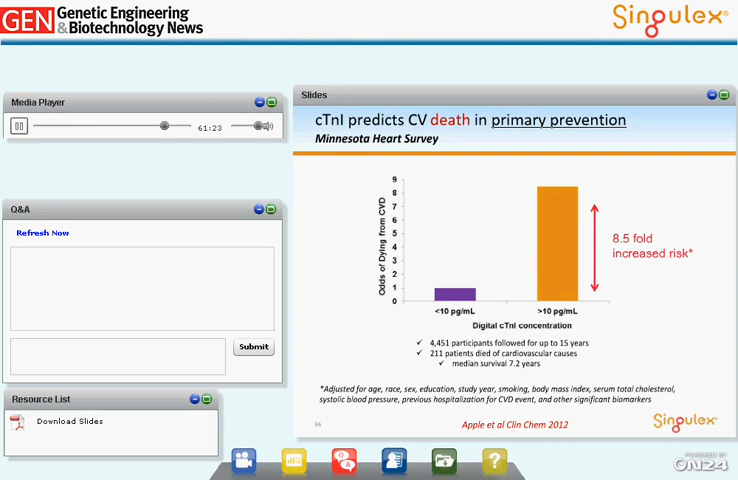 GEN Genetic Engineering
& Biotechnology News
Singulex®
Media Player
61:23
Q&A
Refresh Now
Submit
Resource List
Download Slides
Slides
cTnI predicts CV death in primary prevention
Minnesota Heart Survey
9
8
7
6
5
4
3
2
1
0
Odds of Dying from CVD
<10 pg/mL
>10 pg/mL
Digital cTnI concentration
8.5 fold
increased risk*
✓ 4,451 participants followed for up to 15 years
✓ 211 patients died of cardiovascular causes
✓ median survival 7.2 years
*Adjusted for age, race, sex, education, study year, smoking, body mass index, serum total cholesterol,
systolic blood pressure, previous hospitalization for CVD event, and other significant biomarkers
66
Apple et al Clin Chem 2012
Singulex®
Q
A
?
POWERED BY
ON24